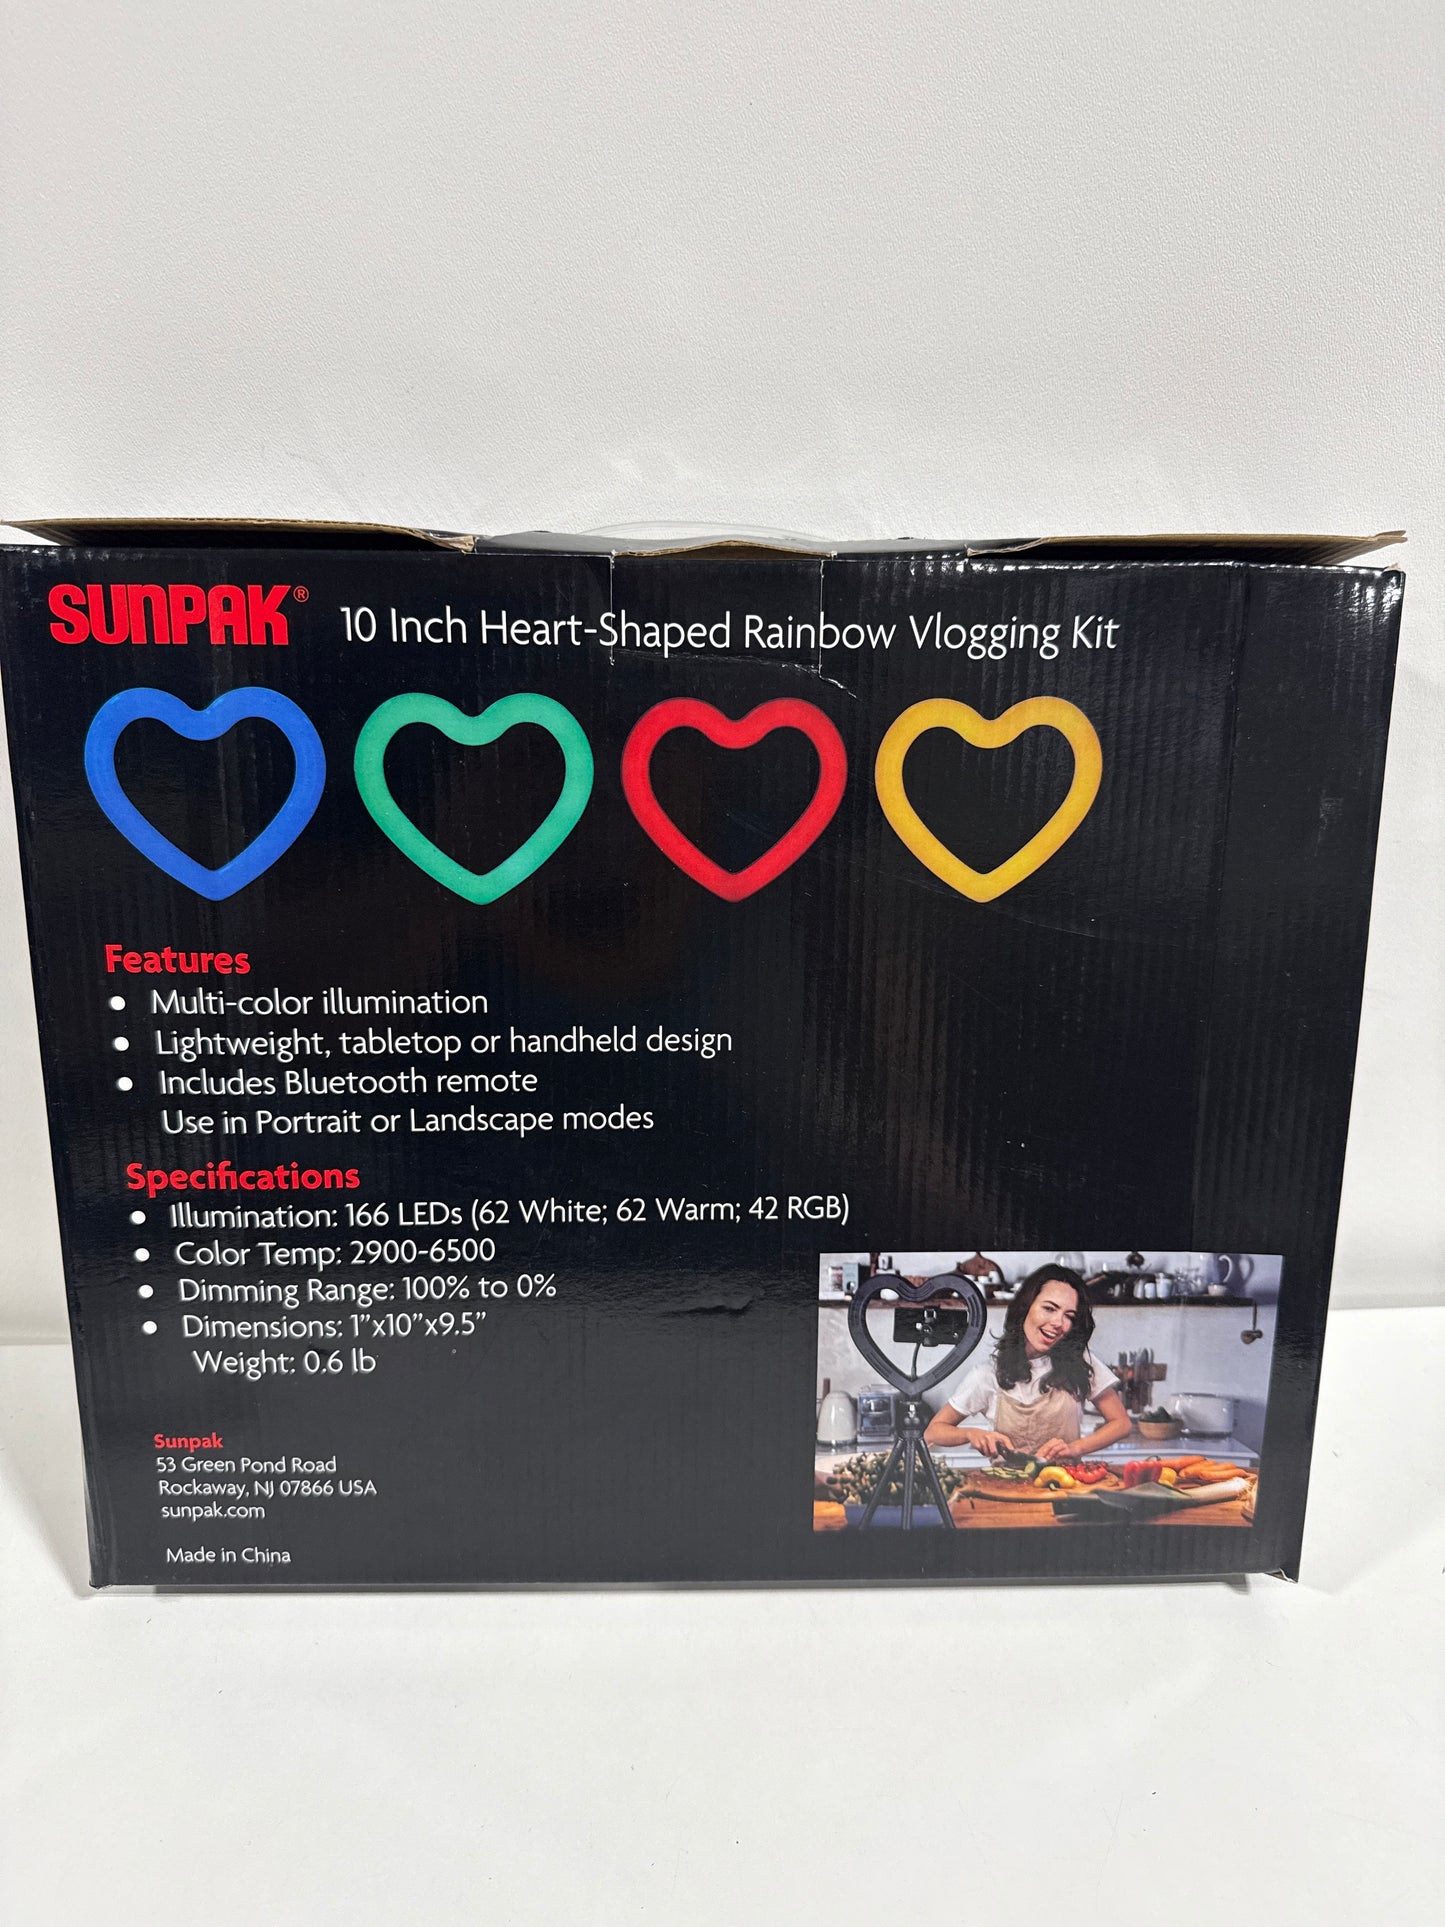 SUNPAK® 10 Inch Heart-Shaped Rainbow Vlogging Kit
Features
• Multi-color illumination
• Lightweight, tabletop or handheld design
• Includes Bluetooth remote
Use in Portrait or Landscape modes
Specifications
• Illumination: 166 LEDs (62 White; 62 Warm; 42 RGB)
• Color Temp: 2900-6500
• Dimming Range: 100% to 0%
• Dimensions: 1”x10”x9.5”
Weight: 0.6 lb
Sunpak
53 Green Pond Road
Rockaway, NJ 07866 USA
sunpak.com
Made in China